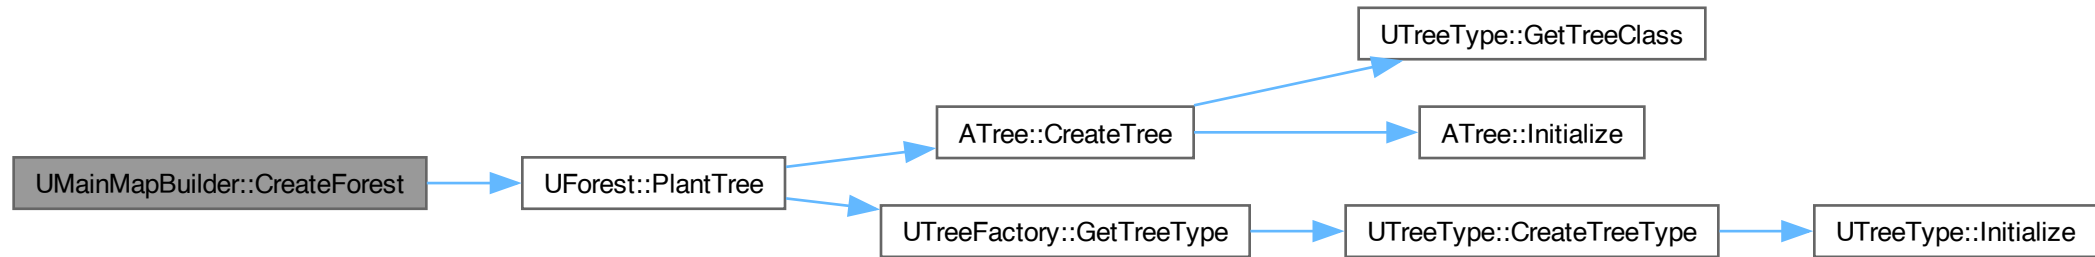 UTreeType::GetTreeClass
ATree::CreateTree
ATree::Initialize
UMainMapBuilder::CreateForest
UForest::PlantTree
UTreeFactory::GetTreeType
UTreeType::CreateTreeType
UTreeType::Initialize